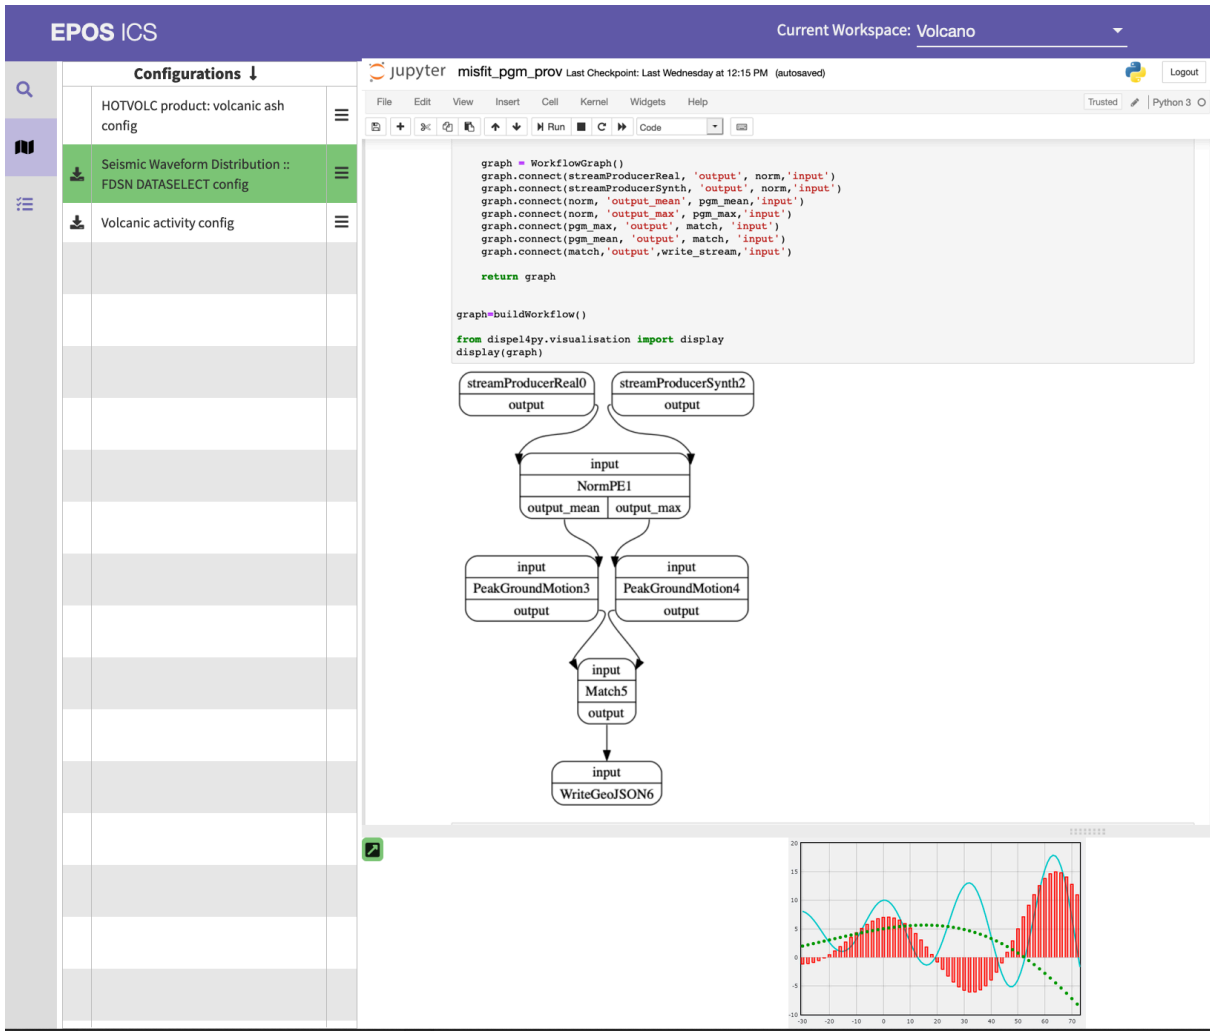 EPOS ICS
Current Workspace: Volcano
Configurations
HOTVOLC product: volcanic ash
config
Seismic Waveform Distribution ::
FDSN DATASELECT config
Volcanic activity config
jupyter misfit_pgm_prov Last Checkpoint: Last Wednesday at 12:15 PM (autosaved)
Logout
File Edit View Insert Cell Kernel Widgets Help
Trusted Python 3
Run Code
graph = WorkflowGraph()
graph.connect(streamProducerReal, 'output', norm,'input')
graph.connect(streamProducerSynth, 'output', norm,'input')
graph.connect(norm, 'output_mean', pgm_mean,'input')
graph.connect(norm, 'output_max', pgm_max,'input')
graph.connect(pgm_max, 'output', match, 'input')
graph.connect(pgm_mean, 'output', match, 'input')
graph.connect(match,'output',write_stream,'input')
return graph
graph=buildWorkflow()
from dispel4py.visualisation import display
display(graph)
streamProducerReal0 streamProducerSynth2
output output
input
NormPE1
output_mean output_max
input input
PeakGroundMotion3 PeakGroundMotion4
output output
input
Match5
output
input
WriteGeoJSON6
20
15
10
5
0
-5
-10
-30 -20 -10 0 10 20 30 40 50 60 70